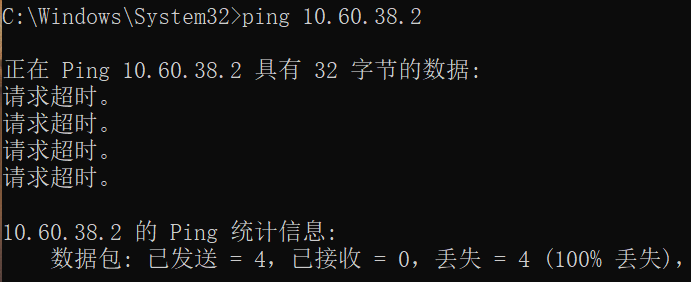 C:\Windows\System32>ping 10.60.38.2
正在 Ping 10.60.38.2 具有 32 字节的数据:
请求超时。
请求超时。
请求超时。
请求超时。
10.60.38.2 的 Ping 统计信息:
数据包: 已发送 = 4，已接收 = 0，丢失 = 4 (100% 丢失)，